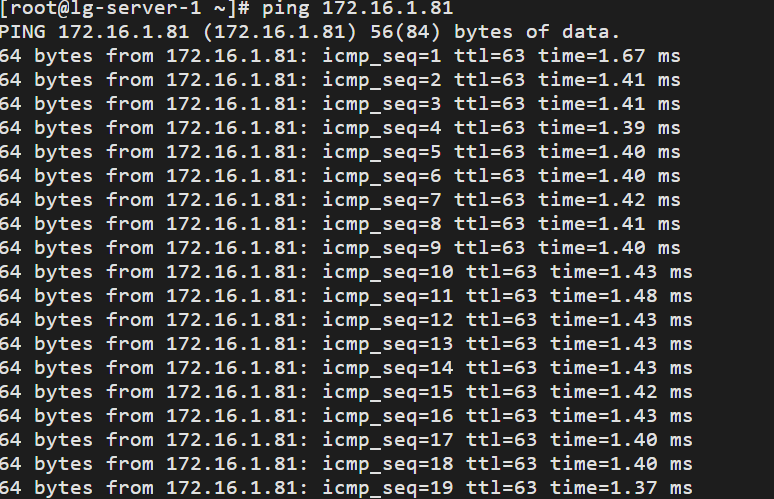 [root@lg-server-1 ~]# ping 172.16.1.81
PING 172.16.1.81 (172.16.1.81) 56(84) bytes of data.
64 bytes from 172.16.1.81: icmp_seq=1 ttl=63 time=1.67 ms
64 bytes from 172.16.1.81: icmp_seq=2 ttl=63 time=1.41 ms
64 bytes from 172.16.1.81: icmp_seq=3 ttl=63 time=1.41 ms
64 bytes from 172.16.1.81: icmp_seq=4 ttl=63 time=1.39 ms
64 bytes from 172.16.1.81: icmp_seq=5 ttl=63 time=1.40 ms
64 bytes from 172.16.1.81: icmp_seq=6 ttl=63 time=1.40 ms
64 bytes from 172.16.1.81: icmp_seq=7 ttl=63 time=1.42 ms
64 bytes from 172.16.1.81: icmp_seq=8 ttl=63 time=1.41 ms
64 bytes from 172.16.1.81: icmp_seq=9 ttl=63 time=1.40 ms
64 bytes from 172.16.1.81: icmp_seq=10 ttl=63 time=1.43 ms
64 bytes from 172.16.1.81: icmp_seq=11 ttl=63 time=1.48 ms
64 bytes from 172.16.1.81: icmp_seq=12 ttl=63 time=1.43 ms
64 bytes from 172.16.1.81: icmp_seq=13 ttl=63 time=1.43 ms
64 bytes from 172.16.1.81: icmp_seq=14 ttl=63 time=1.43 ms
64 bytes from 172.16.1.81: icmp_seq=15 ttl=63 time=1.42 ms
64 bytes from 172.16.1.81: icmp_seq=16 ttl=63 time=1.43 ms
64 bytes from 172.16.1.81: icmp_seq=17 ttl=63 time=1.40 ms
64 bytes from 172.16.1.81: icmp_seq=18 ttl=63 time=1.40 ms
64 bytes from 172.16.1.81: icmp_seq=19 ttl=63 time=1.37 ms